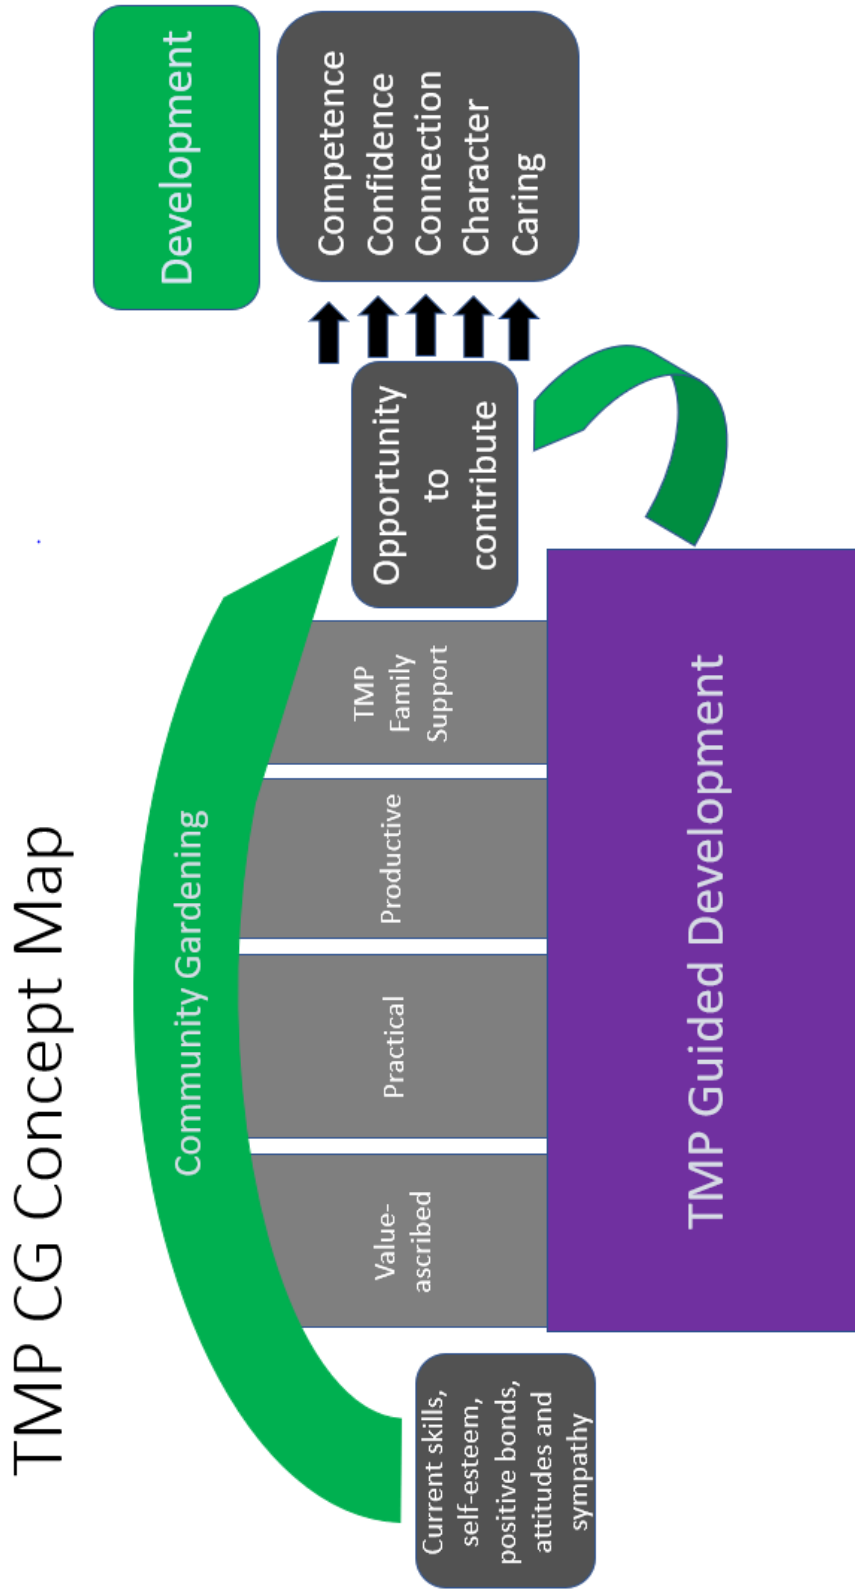 TMP CG Concept Map
Community Gardening
Current skills,
self-esteem,
positive bonds,
attitudes and
sympathy
Value-
ascribed
Practical
Productive
TMP
Family
Support
TMP Guided Development
Opportunity
to
contribute
Development
Competence
Confidence
Connection
Character
Caring